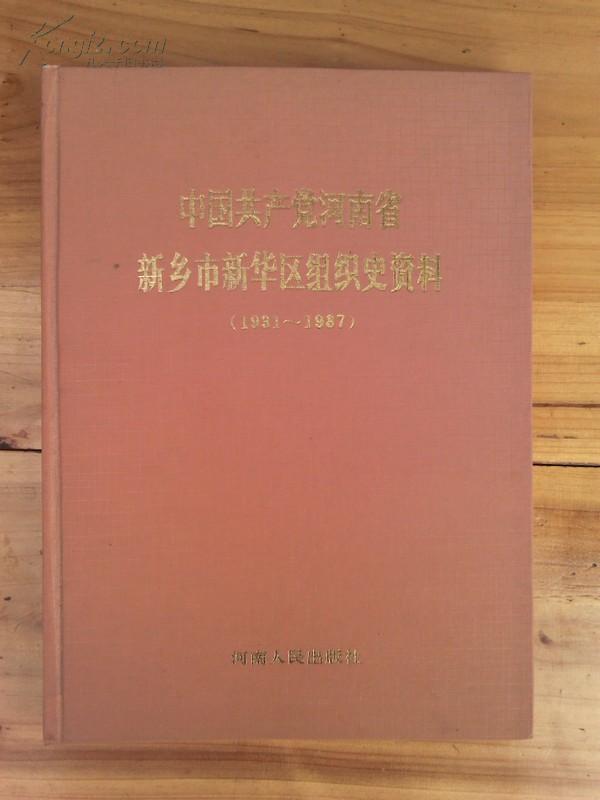 中国共产党河南省
新乡市新华区组织史资料
(1931～1987)
河南人民出版社